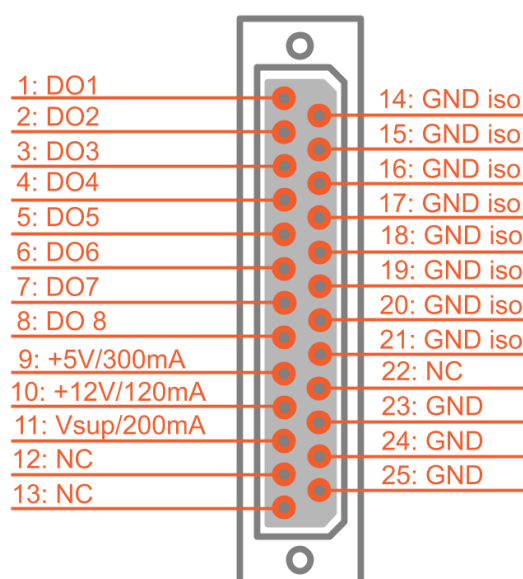 1: DO1
2: DO2
3: DO3
4: DO4
5: DO5
6: DO6
7: DO7
8: DO 8
9: +5V/300mA
10: +12V/120mA
11: Vsup/200mA
12: NC
13: NC
14: GND iso
15: GND iso
16: GND iso
17: GND iso
18: GND iso
19: GND iso
20: GND iso
21: GND iso
22: NC
23: GND
24: GND
25: GND